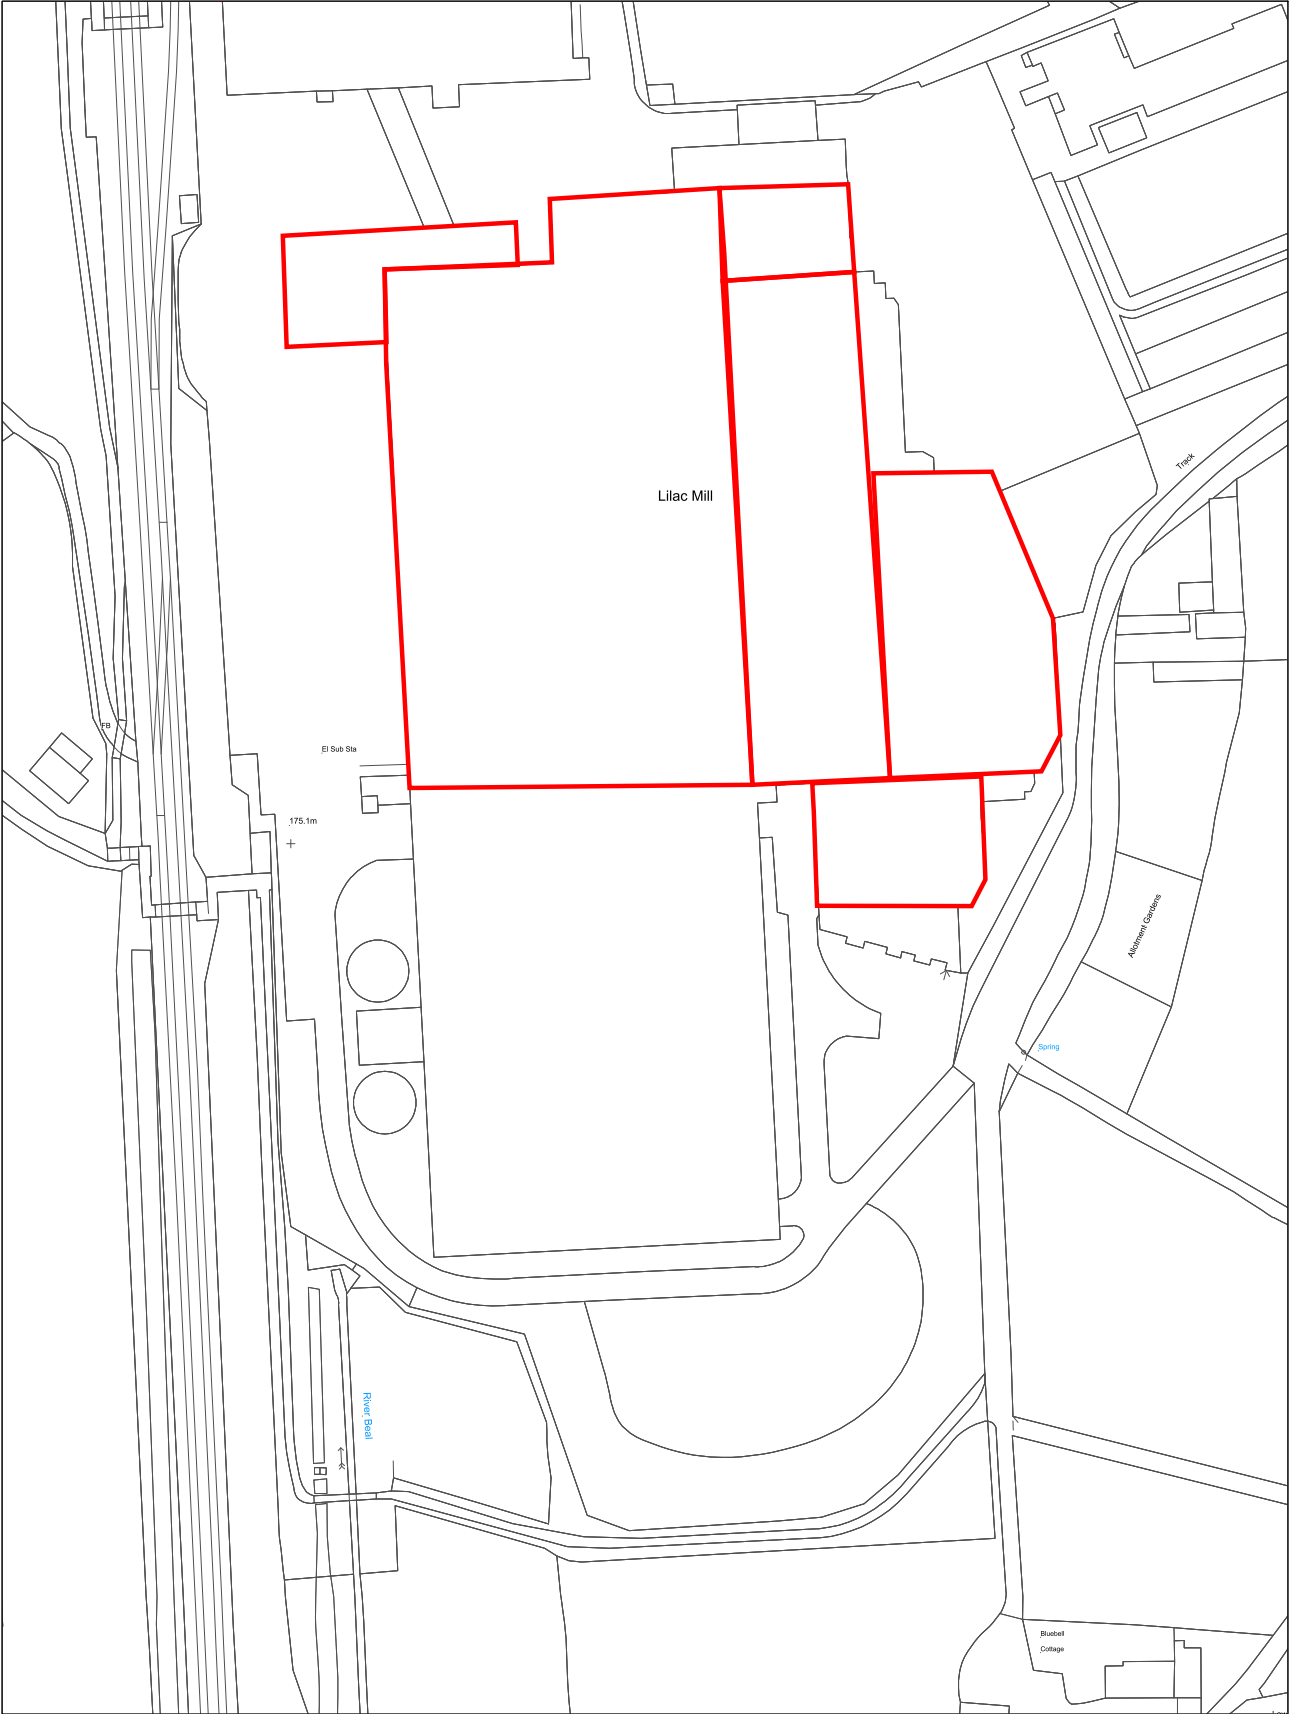 Track
Lilac Mill
FB
El Sub Sta
175.1m
Allotment Gardens
Spring
River Beal
Bluebell
Cottage